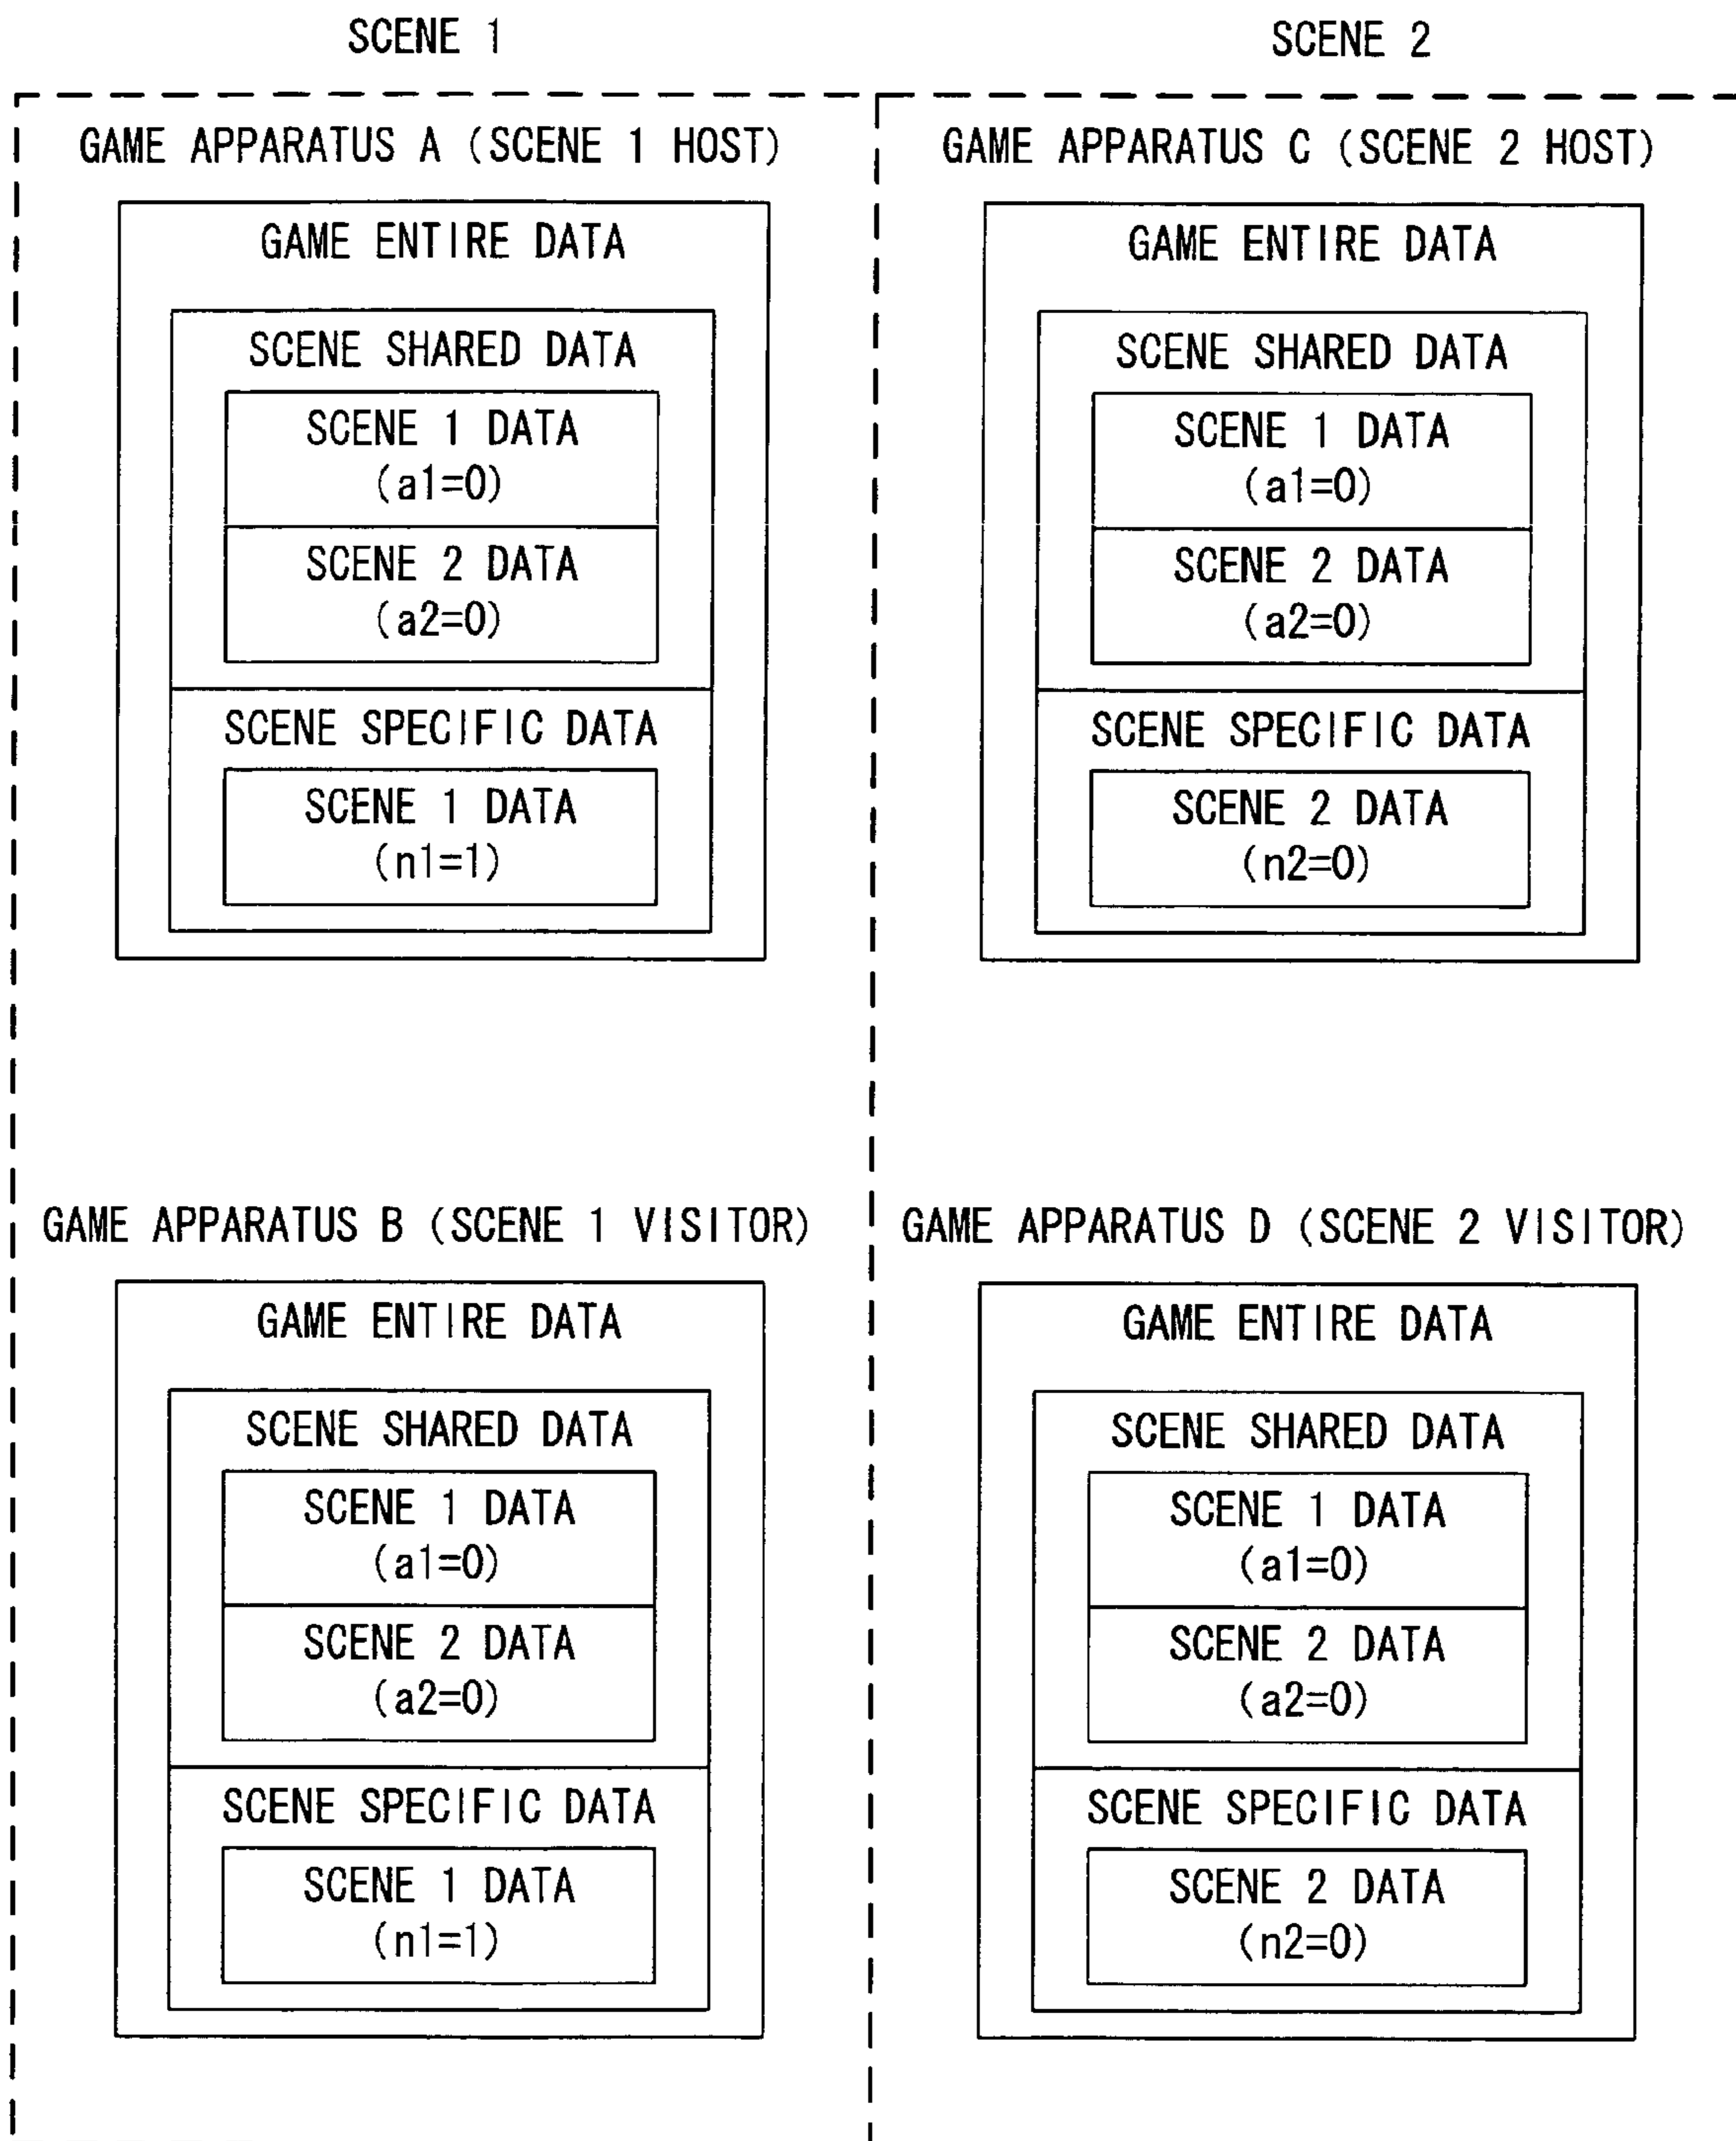 SCENE 1
SCENE 2
GAME APPARATUS A (SCENE 1 HOST)
GAME ENTIRE DATA
SCENE SHARED DATA
SCENE 1 DATA
(a1=0)
SCENE 2 DATA
(a2=0)
SCENE SPECIFIC DATA
SCENE 1 DATA
(n1=1)
GAME APPARATUS C (SCENE 2 HOST)
GAME ENTIRE DATA
SCENE SHARED DATA
SCENE 1 DATA
(a1=0)
SCENE 2 DATA
(a2=0)
SCENE SPECIFIC DATA
SCENE 2 DATA
(n2=0)
GAME APPARATUS B (SCENE 1 VISITOR)
GAME ENTIRE DATA
SCENE SHARED DATA
SCENE 1 DATA
(a1=0)
SCENE 2 DATA
(a2=0)
SCENE SPECIFIC DATA
SCENE 1 DATA
(n1=1)
GAME APPARATUS D (SCENE 2 VISITOR)
GAME ENTIRE DATA
SCENE SHARED DATA
SCENE 1 DATA
(a1=0)
SCENE 2 DATA
(a2=0)
SCENE SPECIFIC DATA
SCENE 2 DATA
(n2=0)